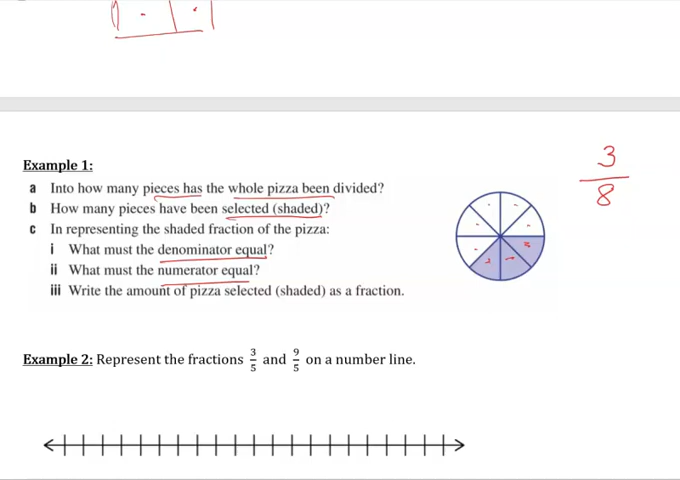 3
8
Example 1:
a Into how many pieces has the whole pizza been divided?
b How many pieces have been selected (shaded)?
c In representing the shaded fraction of the pizza:
i What must the denominator equal?
ii What must the numerator equal?
iii Write the amount of pizza selected (shaded) as a fraction.
Example 2: Represent the fractions 3/5 and 9/5 on a number line.